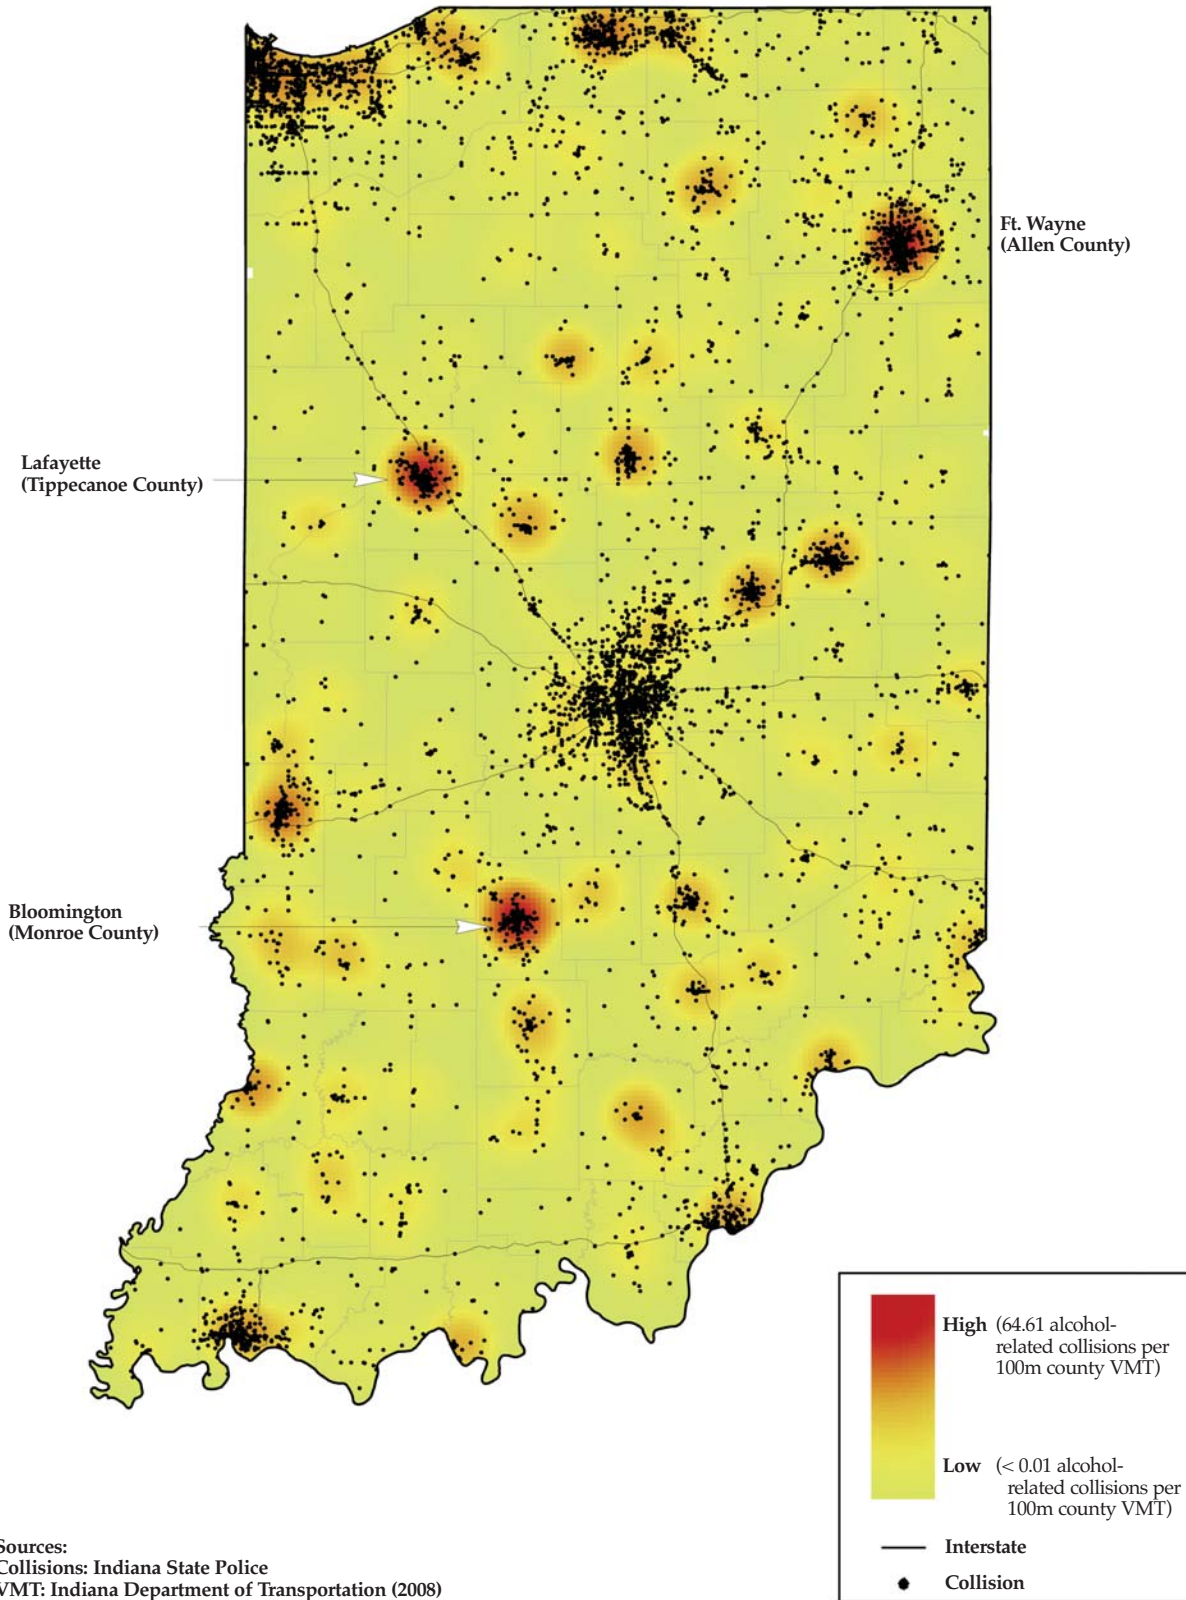 Ft. Wayne
(Allen County)
Lafayette
(Tippecanoe County)
Bloomington
(Monroe County)
High (64.61 alcohol-
related collisions per
100m county VMT)
Low (< 0.01 alcohol-
related collisions per
100m county VMT)
Interstate
Collision
Sources:
Collisions: Indiana State Police
VMT: Indiana Department of Transportation (2008)